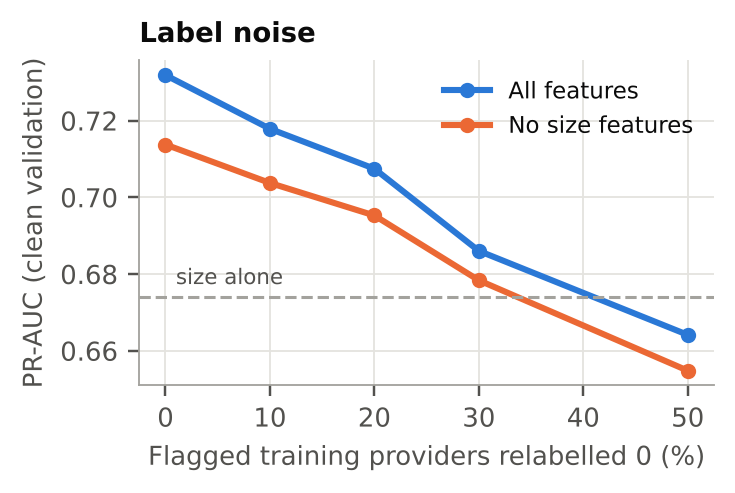 Label noise
PR-AUC (clean validation)
0.72
0.70
0.68
0.66
All features
No size features
size alone
0 10 20 30 40 50
Flagged training providers relabelled 0 (%)